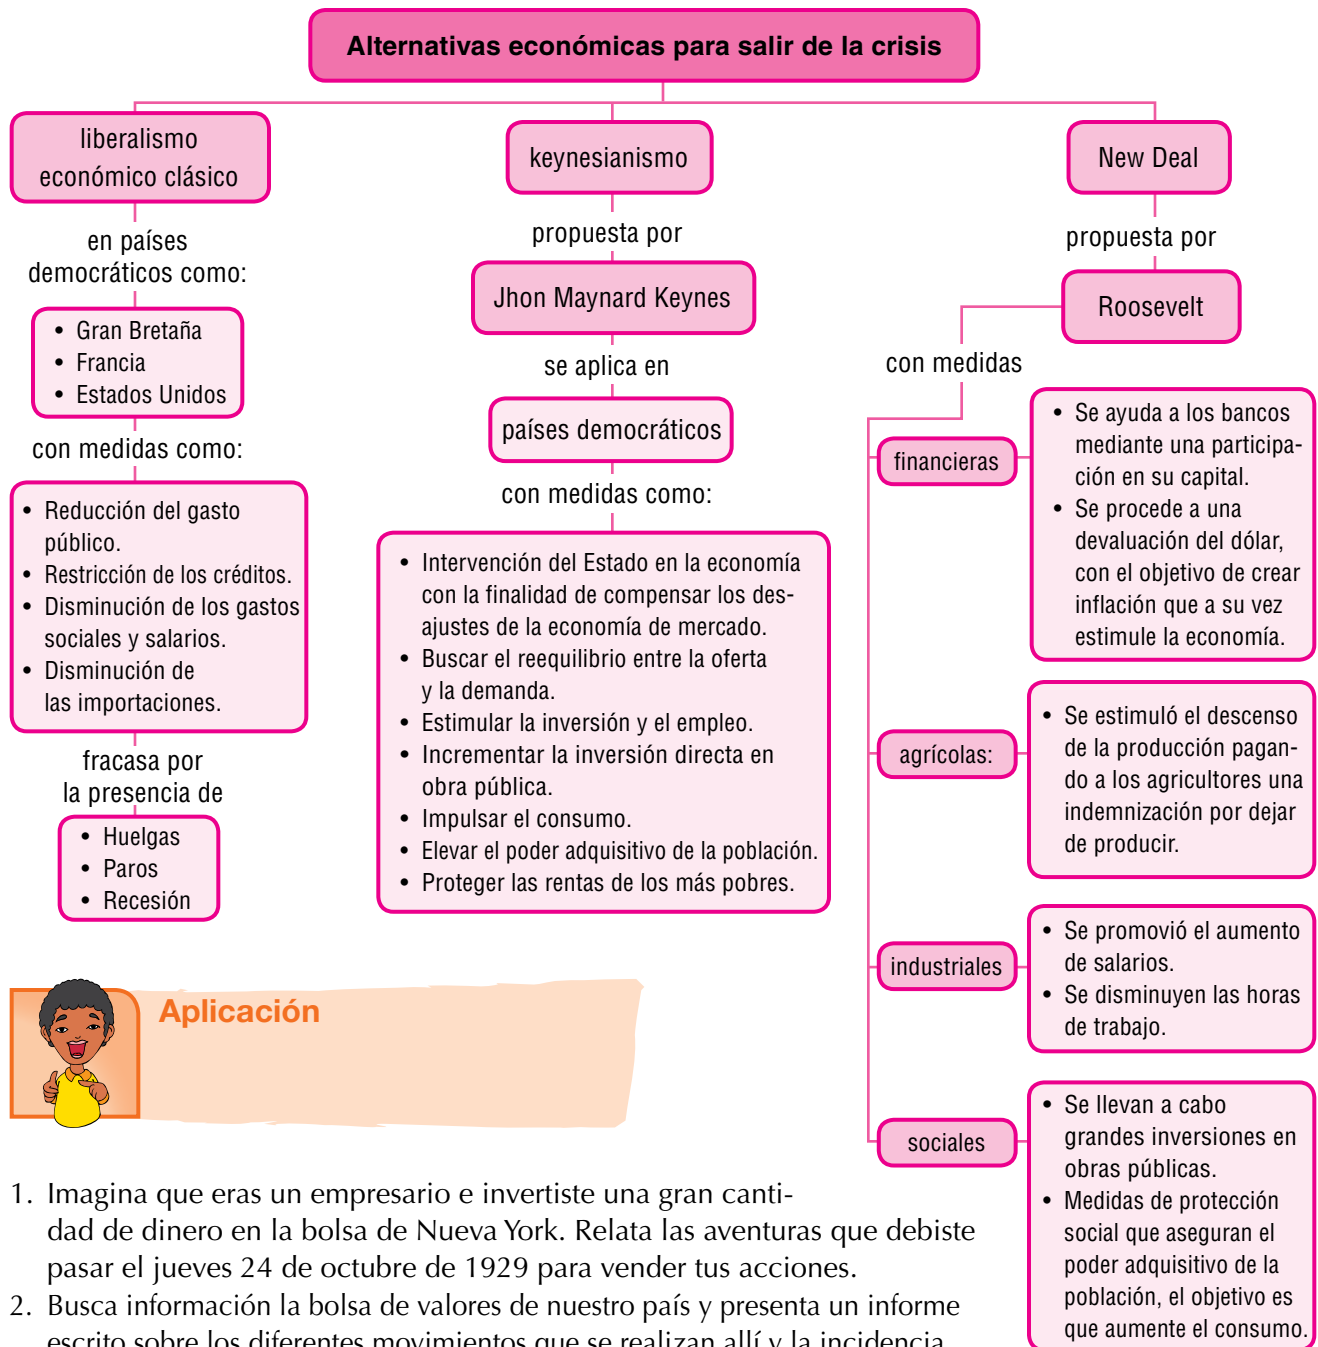 Alternativas económicas para salir de la crisis
liberalismo
económico clásico
en países
democráticos como:
• Gran Bretaña
• Francia
• Estados Unidos
con medidas como:
• Reducción del gasto
público.
• Restricción de los créditos.
• Disminución de los gastos
sociales y salarios.
• Disminución de
las importaciones.
fracasa por
la presencia de
• Huelgas
• Paros
• Recesión
keynesianismo
propuesta por
Jhon Maynard Keynes
se aplica en
países democráticos
con medidas como:
• Intervención del Estado en la economía
con la finalidad de compensar los des-
ajustes de la economía de mercado.
• Buscar el reequilibrio entre la oferta
y la demanda.
• Estimular la inversión y el empleo.
• Incrementar la inversión directa en
obra pública.
• Impulsar el consumo.
• Elevar el poder adquisitivo de la población.
• Proteger las rentas de los más pobres.
New Deal
propuesta por
Roosevelt
con medidas
financieras
• Se ayuda a los bancos
mediante una participa-
ción en su capital.
• Se procede a una
devaluación del dólar,
con el objetivo de crear
inflación que a su vez
estimule la economía.
agrícolas:
• Se estimuló el descenso
de la producción pagan-
do a los agricultores una
indemnización por dejar
de producir.
industriales
• Se promovió el aumento
de salarios.
• Se disminuyen las horas
de trabajo.
sociales
• Se llevan a cabo
grandes inversiones en
obras públicas.
• Medidas de protección
social que aseguran el
poder adquisitivo de la
población, el objetivo es
que aumente el consumo.
Aplicación
1. Imagina que eras un empresario e invertiste una gran canti-
dad de dinero en la bolsa de Nueva York. Relata las aventuras que debiste
pasar el jueves 24 de octubre de 1929 para vender tus acciones.
2. Busca información la bolsa de valores de nuestro país y presenta un informe
escrito sobre los diferentes movimientos que se realizan allí y la incidencia